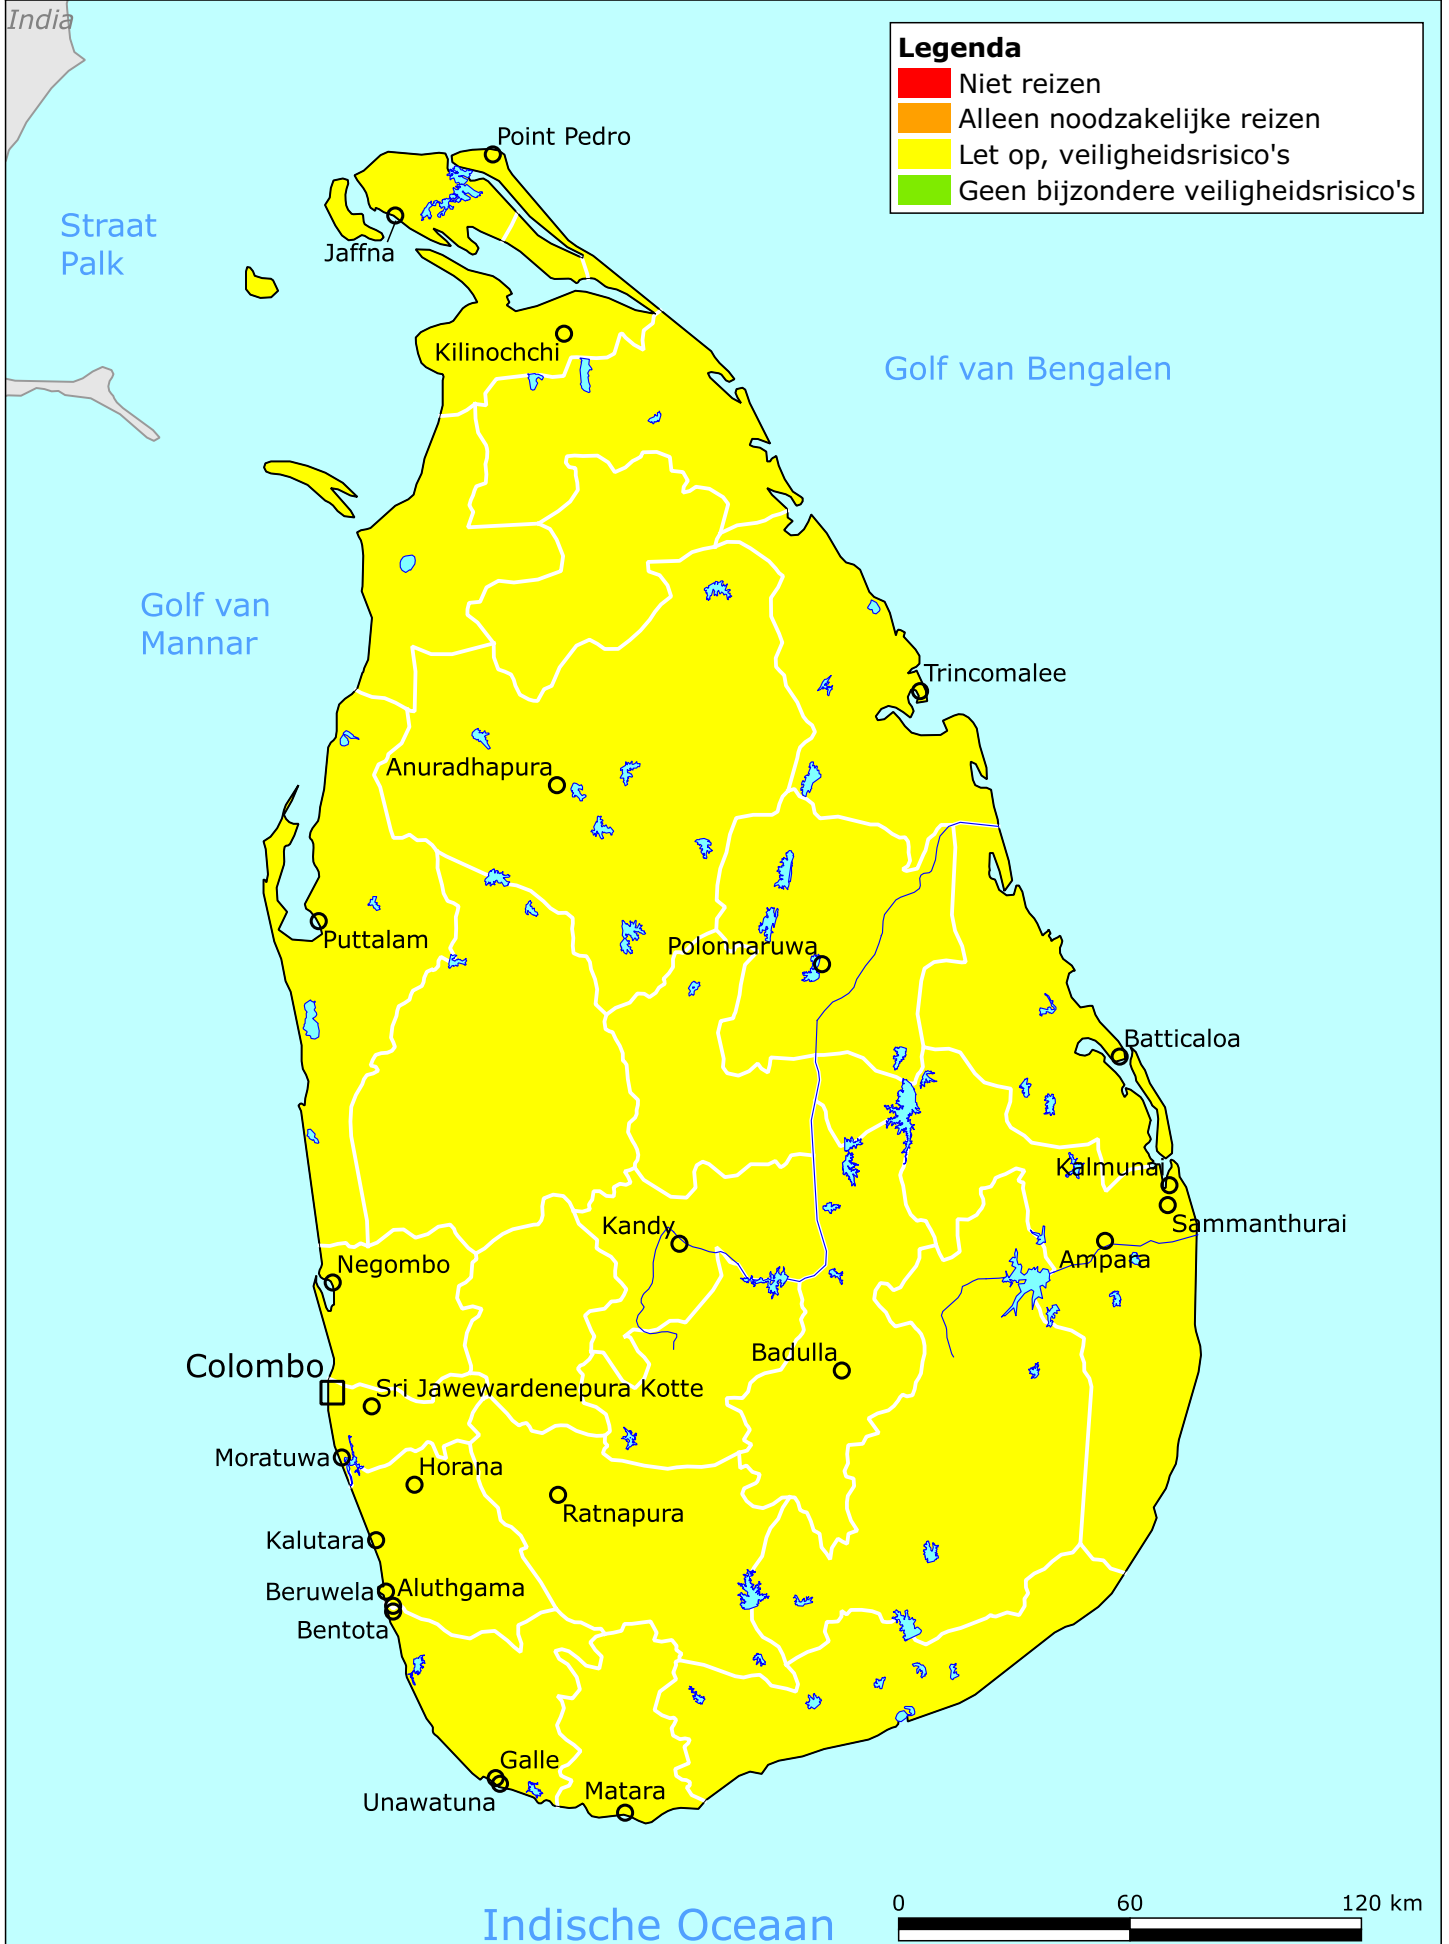 India
Legenda
Niet reizen
Alleen noodzakelijke reizen
Let op, veiligheidsrisico's
Geen bijzondere veiligheidsrisico's
Point Pedro
Straat
Palk
Jaffna
Kilinochchi
Golf van Bengalen
Golf van
Mannar
Trincomalee
Anuradhapura
Puttalam
Polonnaruwa
Batticaloa
Kalmunai
Sammanthurai
Kandy
Ampara
Negombo
Badulla
Colombo
Sri Jawewardenepura Kotte
Moratuwa
Horana
Ratnapura
Kalutara
Beruwela
Aluthgama
Bentota
Galle
Unawatuna
Matara
Indische Oceaan
0 60 120 km